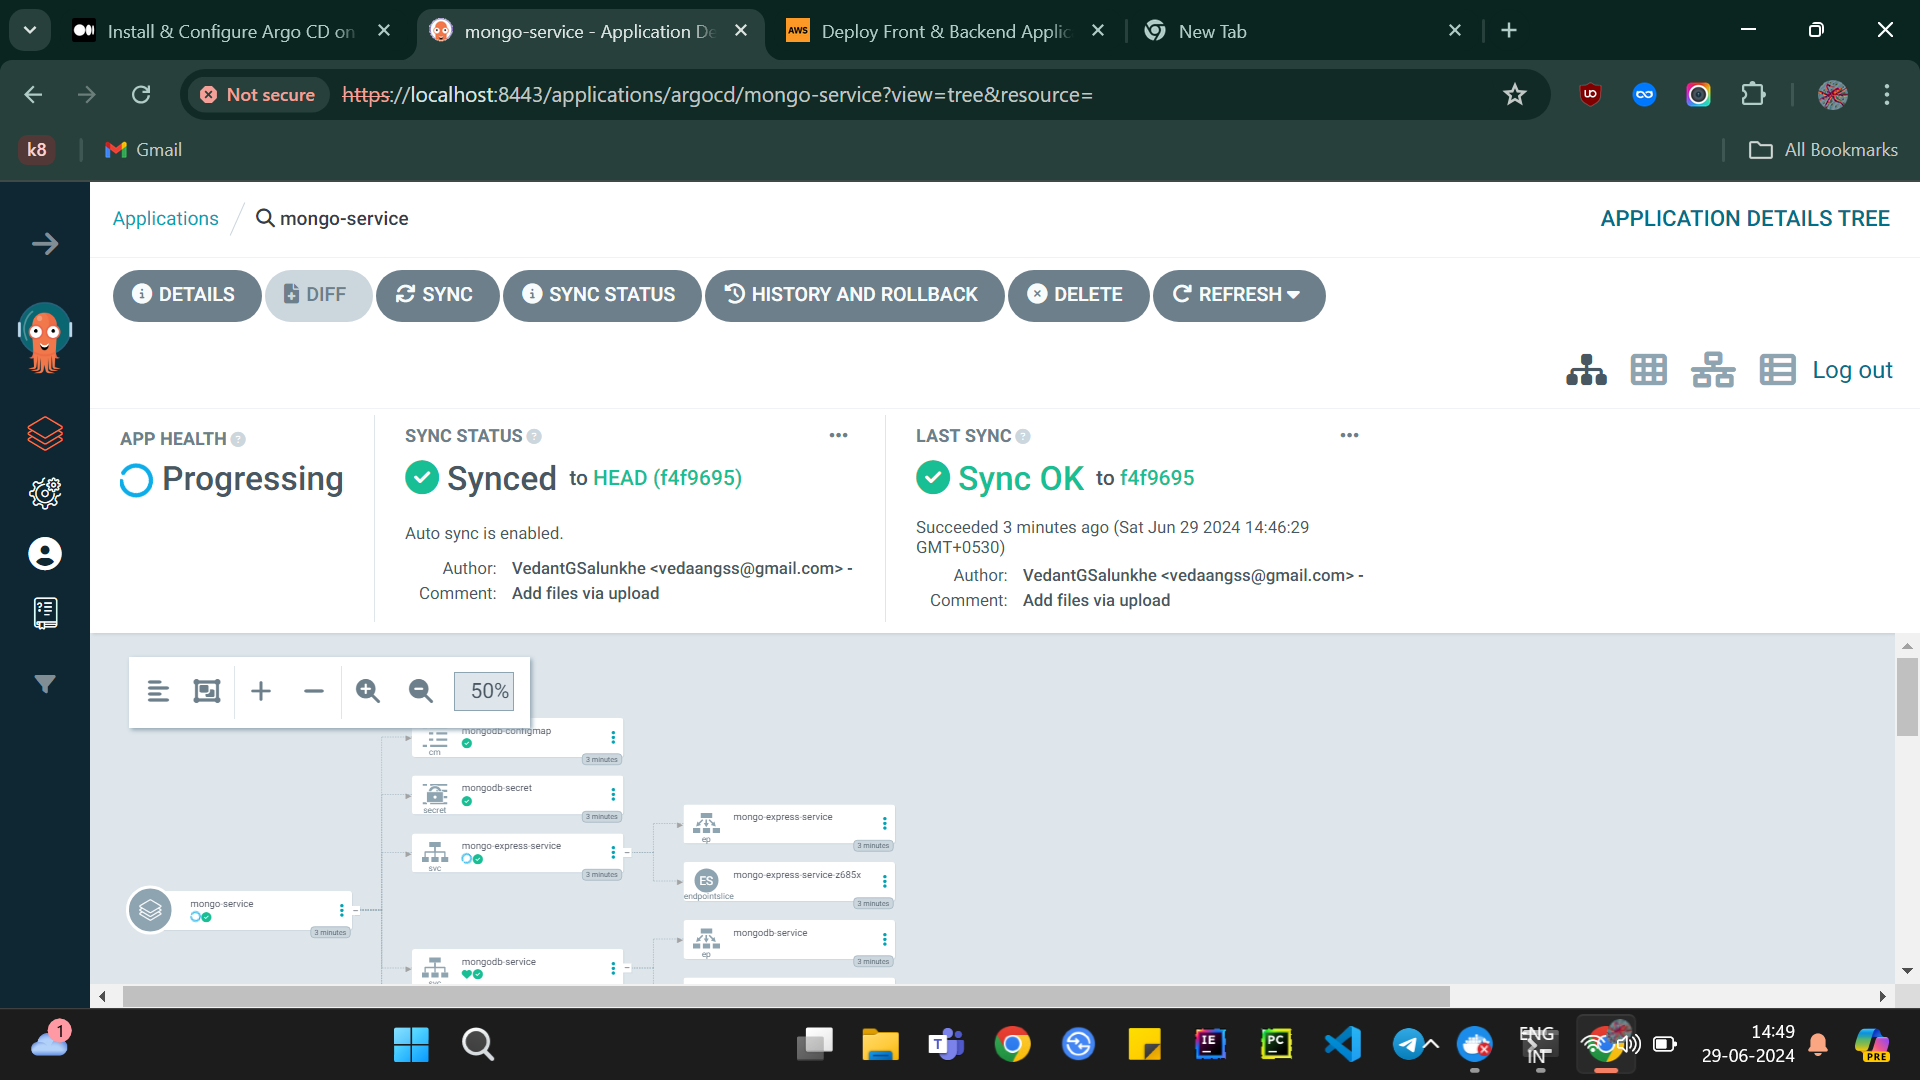 Install & Configure Argo CD on
mongo-service - Application De
Deploy Front & Backend Applic
New Tab
Not secure
https://localhost:8443/applications/argocd/mongo-service?view=tree&resource=
k8
Gmail
All Bookmarks
Applications
mongo-service
APPLICATION DETAILS TREE
DETAILS
DIFF
SYNC
SYNC STATUS
HISTORY AND ROLLBACK
DELETE
REFRESH
Log out
APP HEALTH
Progressing
SYNC STATUS
Synced to HEAD (f4f9695)
Auto sync is enabled.
Author: VedantGSalunkhe <vedaangss@gmail.com> -
Comment: Add files via upload
LAST SYNC
Sync OK to f4f9695
Succeeded 3 minutes ago (Sat Jun 29 2024 14:46:29
GMT+0530)
Author: VedantGSalunkhe <vedaangss@gmail.com> -
Comment: Add files via upload
50%
mongodb-configmap
cm
3 minutes
mongodb-secret
secret
3 minutes
mongo-express-service
svc
3 minutes
mongo-express-service
ep
3 minutes
ES
mongo-express-service-z685x
endpointslice
3 minutes
mongo-service
3 minutes
mongodb-service
ep
3 minutes
mongodb-service
svc
1
ENG
IN
14:49
29-06-2024
PRE